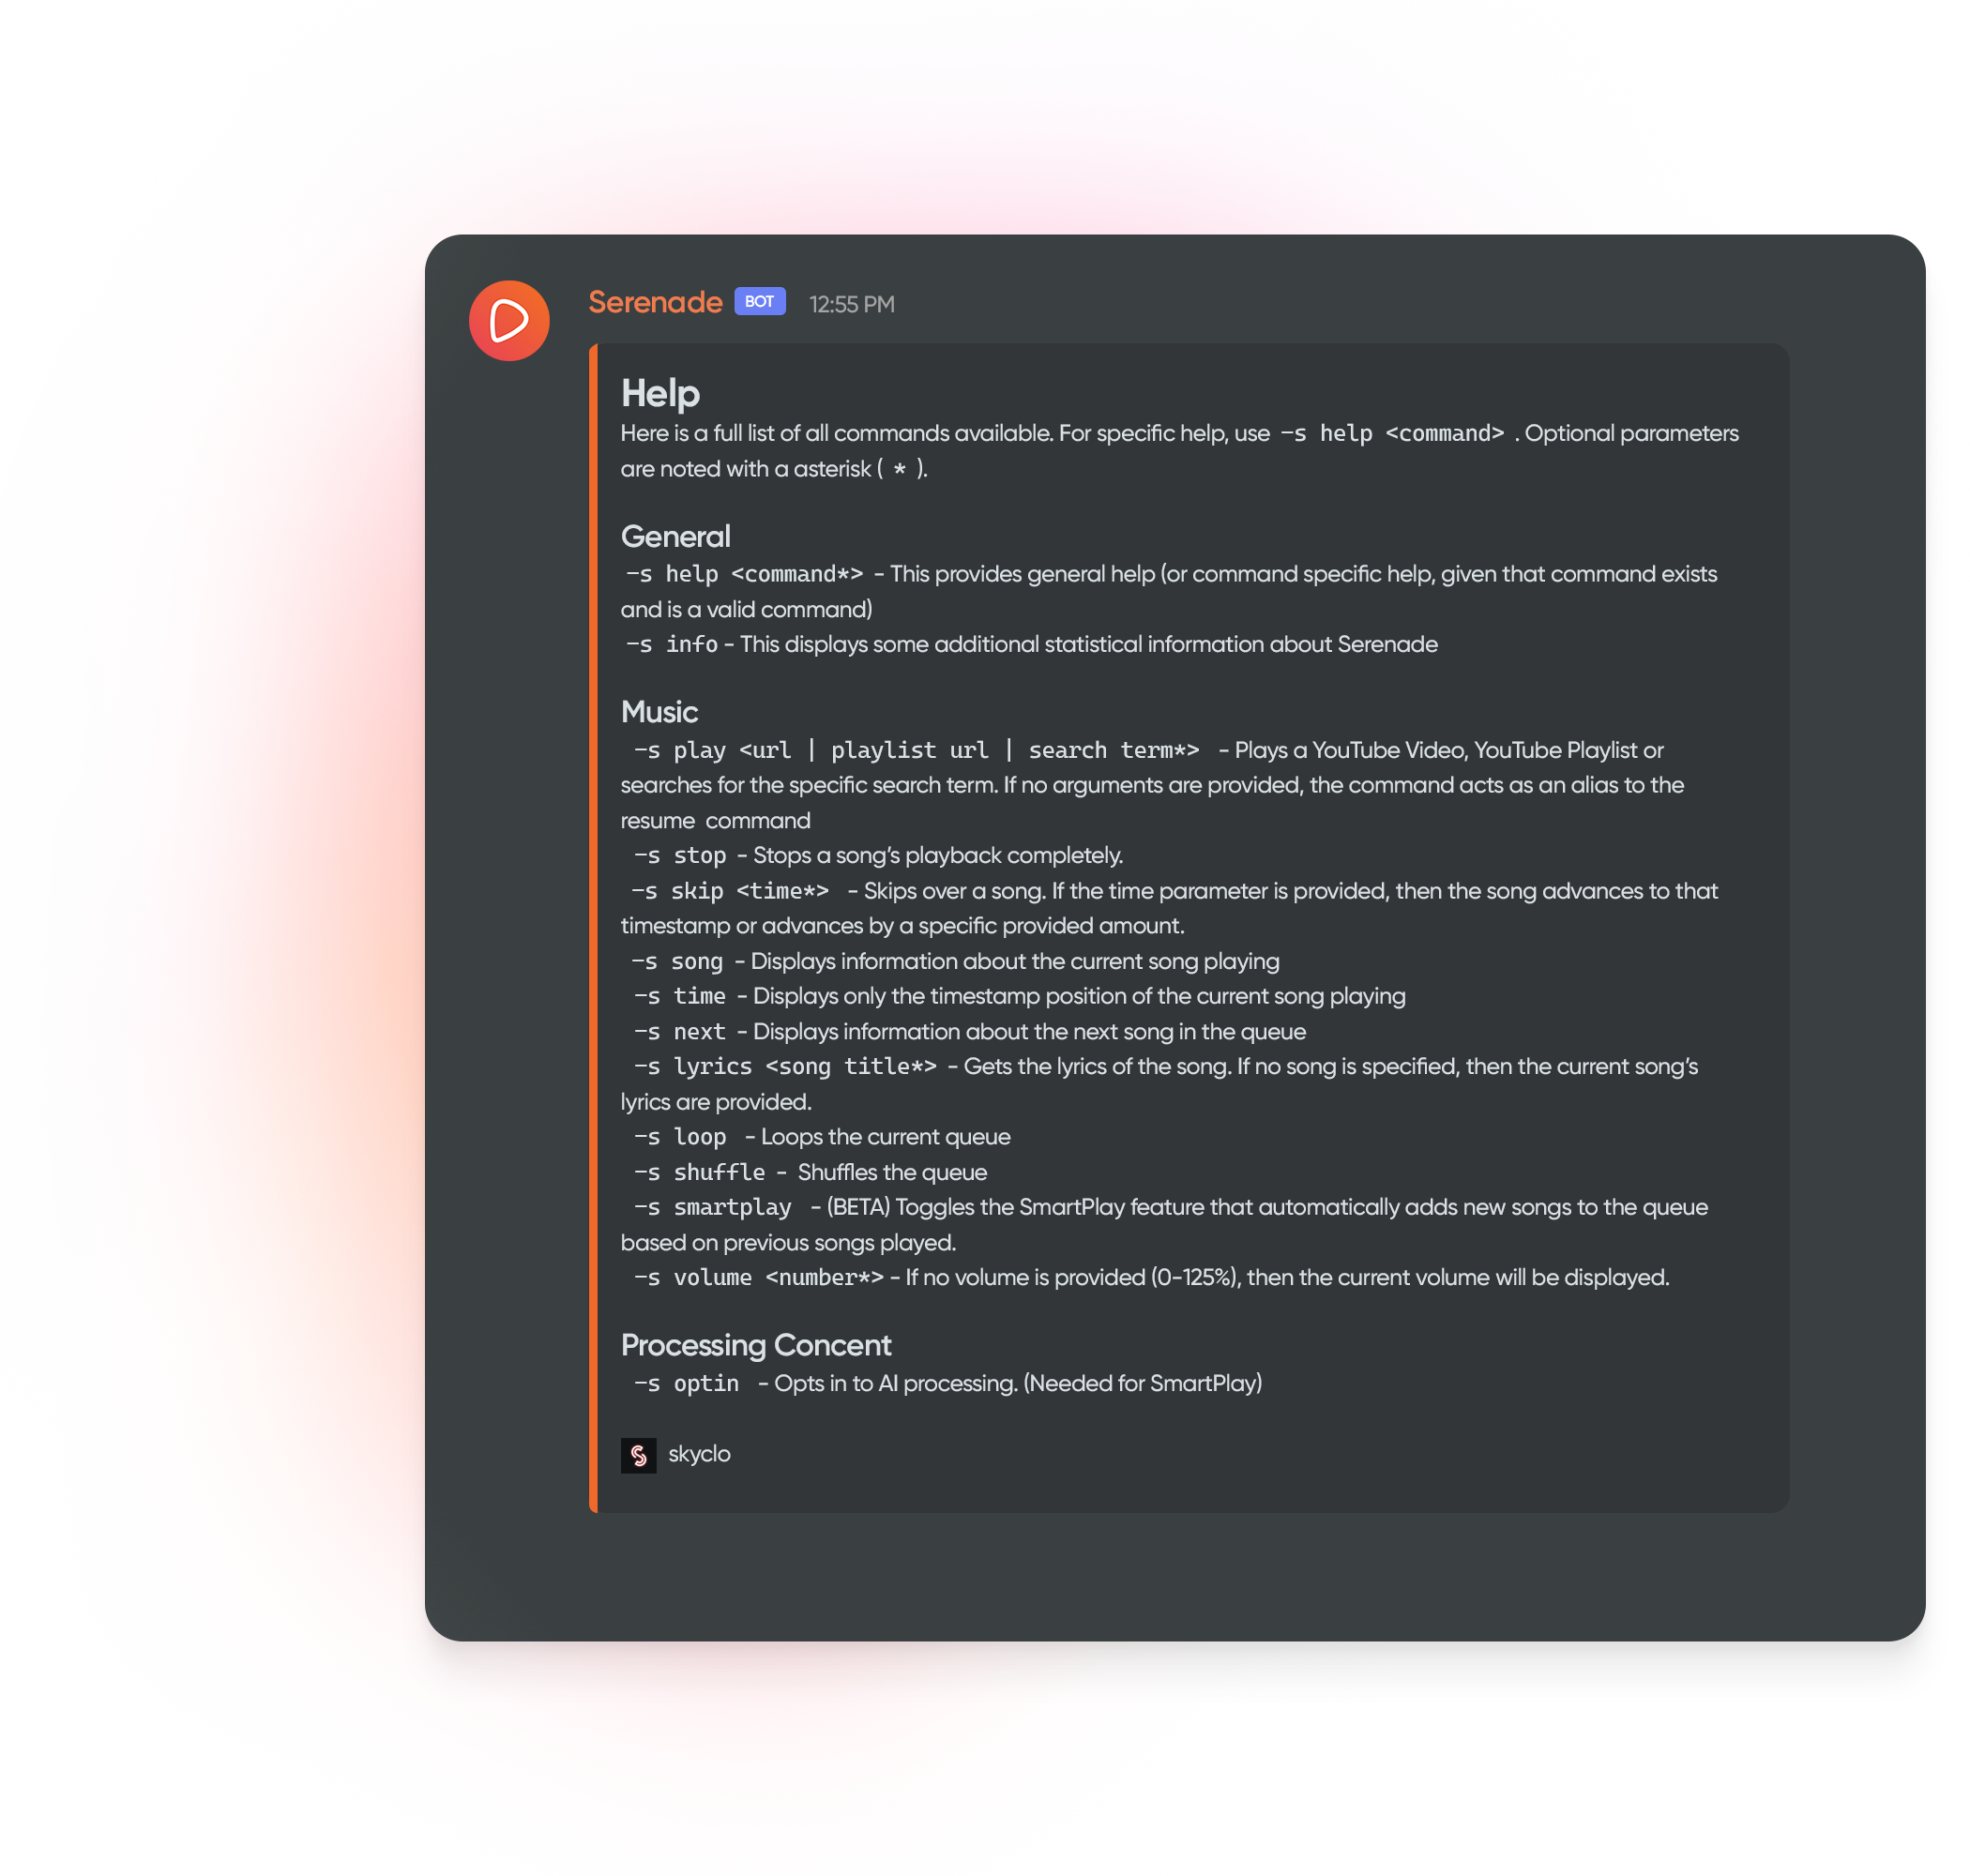 Serenade BOT 12:55 PM
Help
Here is a full list of all commands available. For specific help, use -s help <command> . Optional parameters
are noted with a asterisk ( * ).
General
-s help <command*> - This provides general help (or command specific help, given that command exists
and is a valid command)
-s info - This displays some additional statistical information about Serenade
Music
-s play <url | playlist url | search term*> - Plays a YouTube Video, YouTube Playlist or
searches for the specific search term. If no arguments are provided, the command acts as an alias to the
resume command
-s stop - Stops a song’s playback completely.
-s skip <time*> - Skips over a song. If the time parameter is provided, then the song advances to that
timestamp or advances by a specific provided amount.
-s song - Displays information about the current song playing
-s time - Displays only the timestamp position of the current song playing
-s next - Displays information about the next song in the queue
-s lyrics <song title*> - Gets the lyrics of the song. If no song is specified, then the current song’s
lyrics are provided.
-s loop - Loops the current queue
-s shuffle - Shuffles the queue
-s smartplay - (BETA) Toggles the SmartPlay feature that automatically adds new songs to the queue
based on previous songs played.
-s volume <number*> - If no volume is provided (0-125%), then the current volume will be displayed.
Processing Concent
-s optin - Opts in to AI processing. (Needed for SmartPlay)
skyclo